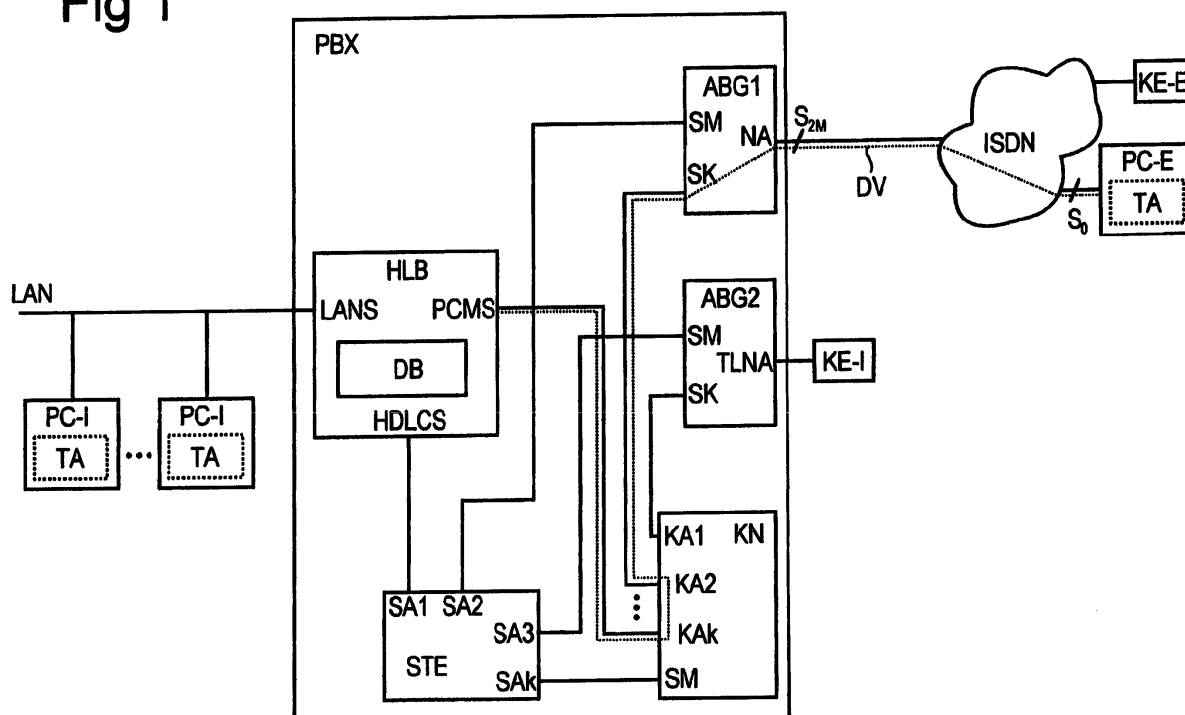 Fig 1
PBX
ABG1
SM
NA
SK
S2M
DV
ISDN
KE-E
PC-E
TA
S0
LAN
HLB
LANS
PCMS
DB
HDLCS
ABG2
SM
TLNA
SK
KE-I
PC-I
TA
...
PC-I
TA
KA1
KN
KA2
KAk
SM
SA1
SA2
SA3
STE
SAk